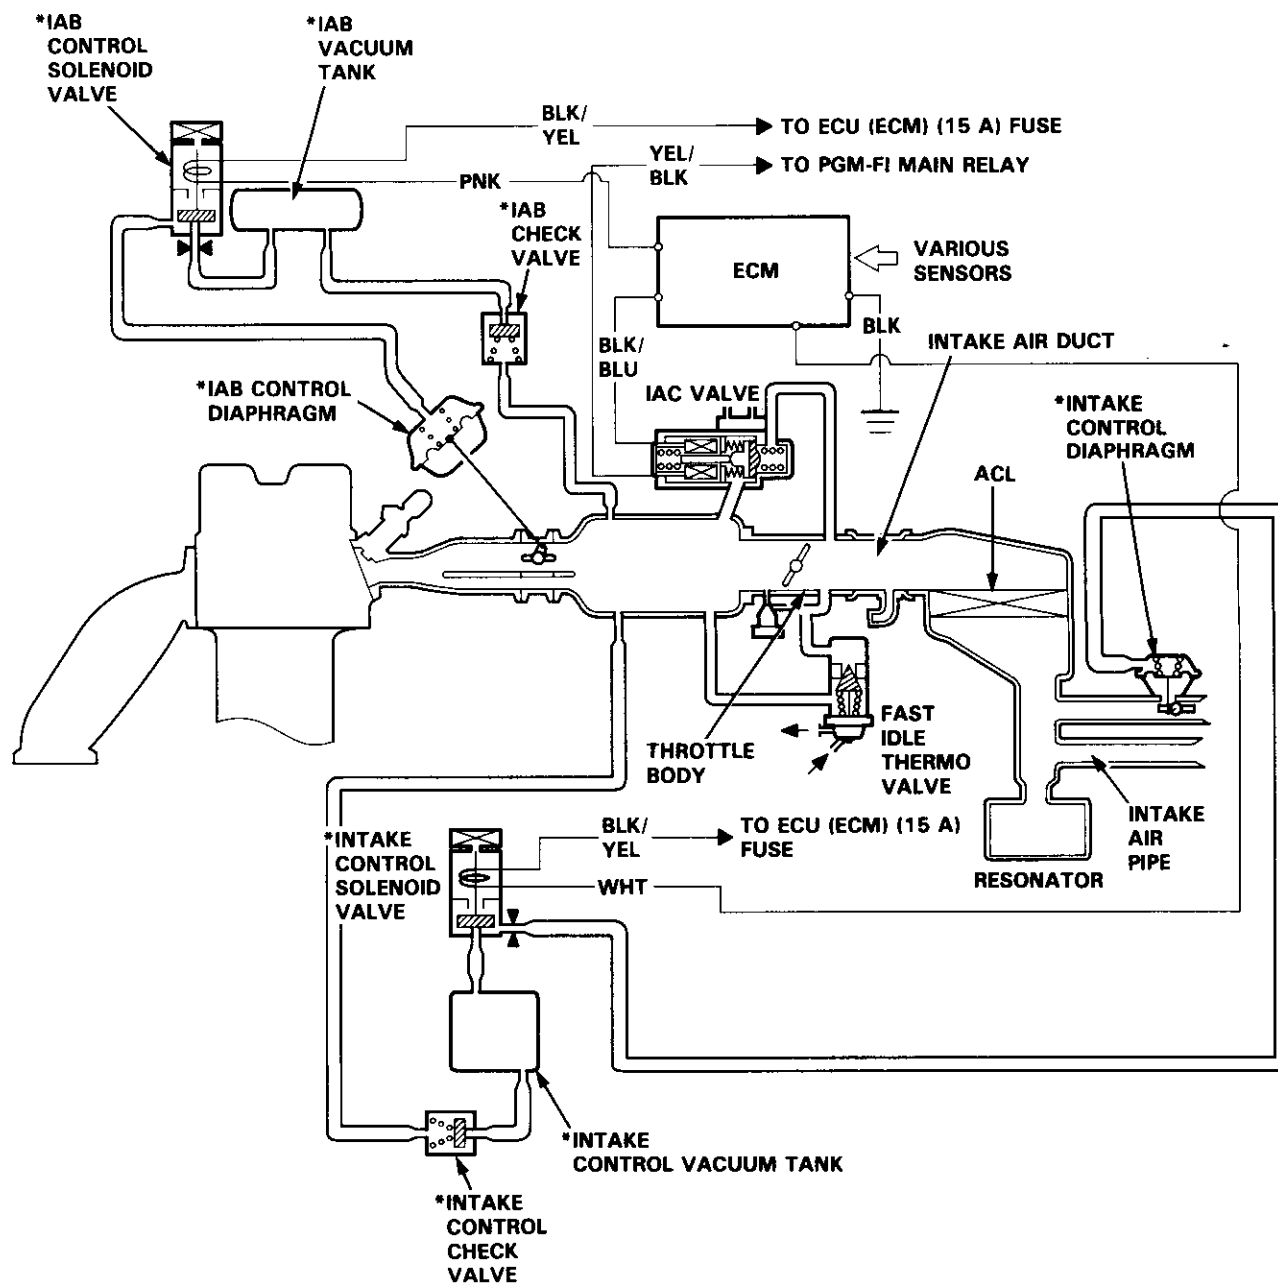 *IAB
CONTROL
SOLENOID
VALVE
*IAB
VACUUM
TANK
BLK/
YEL
TO ECU (ECM) (15 A) FUSE
YEL/
BLK
TO PGM-FI MAIN RELAY
PNK
*IAB
CHECK
VALVE
ECM
VARIOUS
SENSORS
BLK
BLK/
BLU
INTAKE AIR DUCT
*IAB CONTROL
DIAPHRAGM
IAC VALVE
*INTAKE
CONTROL
DIAPHRAGM
ACL
THROTTLE
BODY
FAST
IDLE
THERMO
VALVE
INTAKE
AIR
PIPE
RESONATOR
*INTAKE
CONTROL
SOLENOID
VALVE
BLK/
YEL
TO ECU (ECM) (15 A)
FUSE
WHT
*INTAKE
CONTROL VACUUM TANK
*INTAKE
CONTROL
CHECK
VALVE